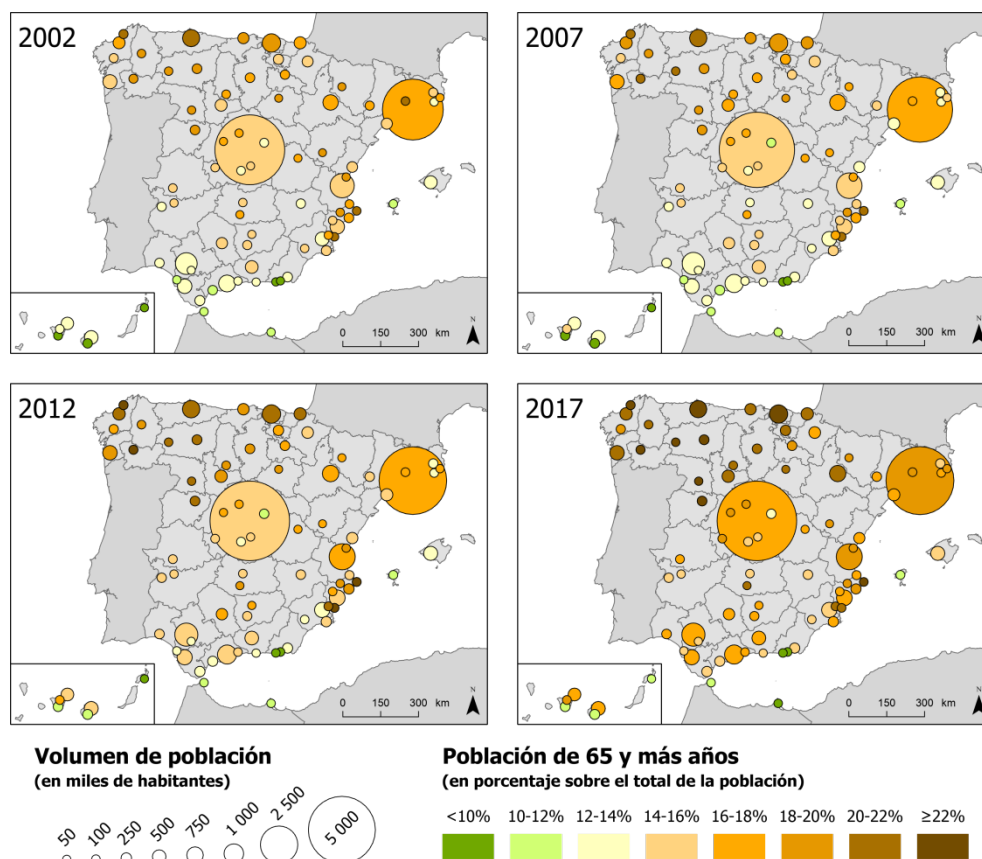 2002
2007
N
0 150 300 km
N
0 150 300 km
2012
2017
N
0 150 300 km
N
0 150 300 km
Volumen de población
(en miles de habitantes)
50 100 250 500 750 1 000 2 500 5 000
Población de 65 y más años
(en porcentaje sobre el total de la población)
<10% 10-12% 12-14% 14-16% 16-18% 18-20% 20-22% ≥22%